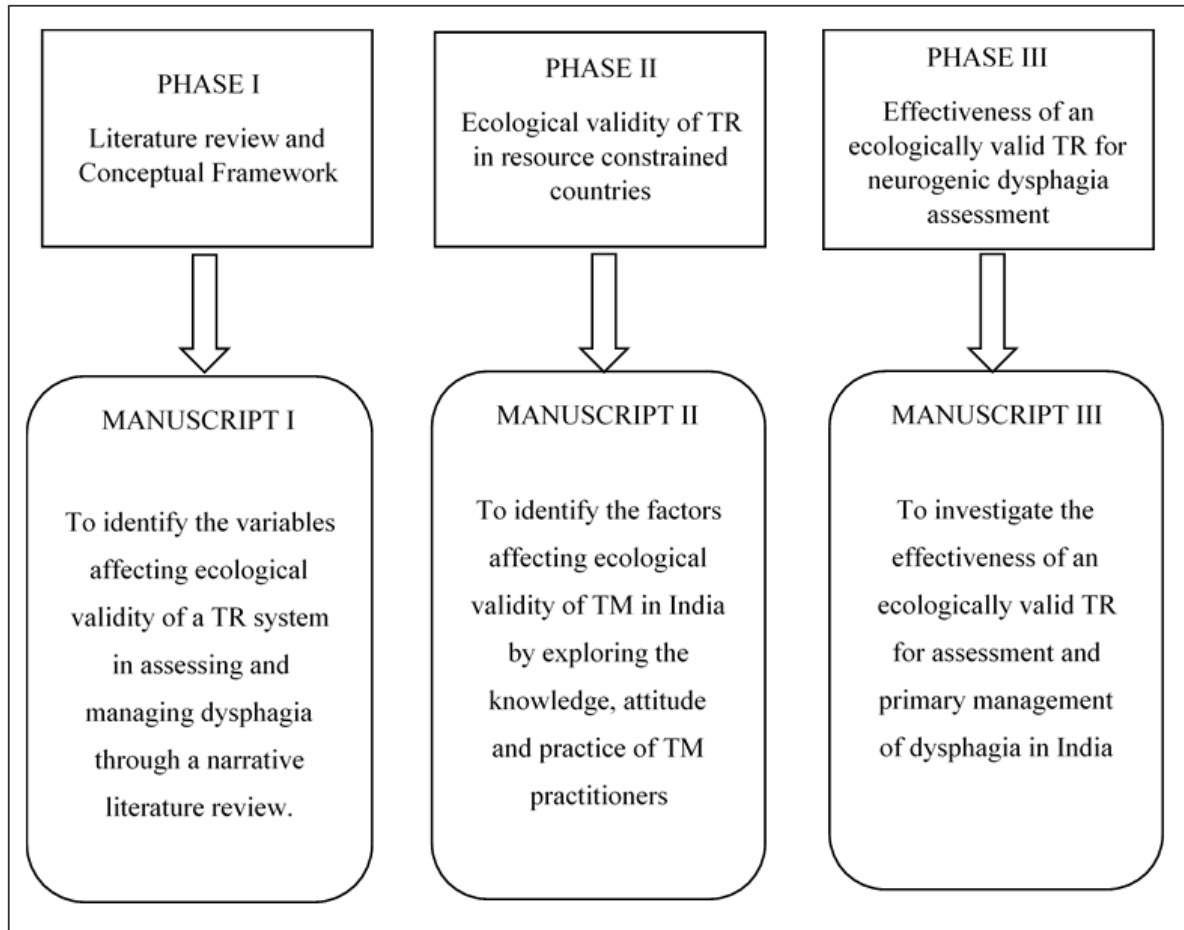 PHASE I
Literature review and
Conceptual Framework
PHASE II
Ecological validity of TR
in resource constrained
countries
PHASE III
Effectiveness of an
ecologically valid TR for
neurogenic dysphagia
assessment
MANUSCRIPT I
To identify the variables
affecting ecological
validity of a TR system
in assessing and
managing dysphagia
through a narrative
literature review.
MANUSCRIPT II
To identify the factors
affecting ecological
validity of TM in India
by exploring the
knowledge, attitude
and practice of TM
practitioners
MANUSCRIPT III
To investigate the
effectiveness of an
ecologically valid TR
for assessment and
primary management
of dysphagia in India